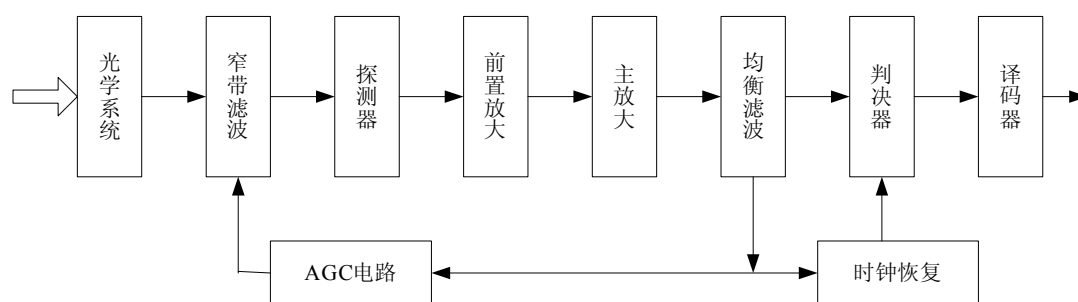 光学系统
窄带滤波
探测器
前置放大
主放大
均衡滤波
判决器
译码器
AGC电路
时钟恢复